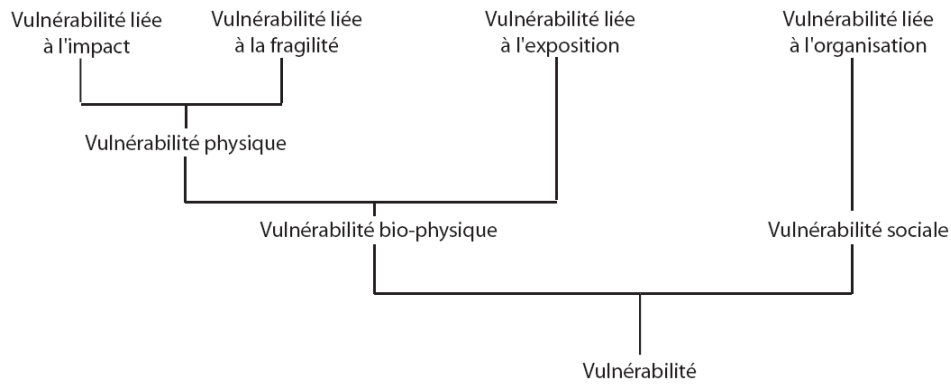 Vulnérabilité liée
à l'impact
Vulnérabilité liée
à la fragilité
Vulnérabilité liée
à l'exposition
Vulnérabilité liée
à l'organisation
Vulnérabilité physique
Vulnérabilité bio-physique
Vulnérabilité sociale
Vulnérabilité